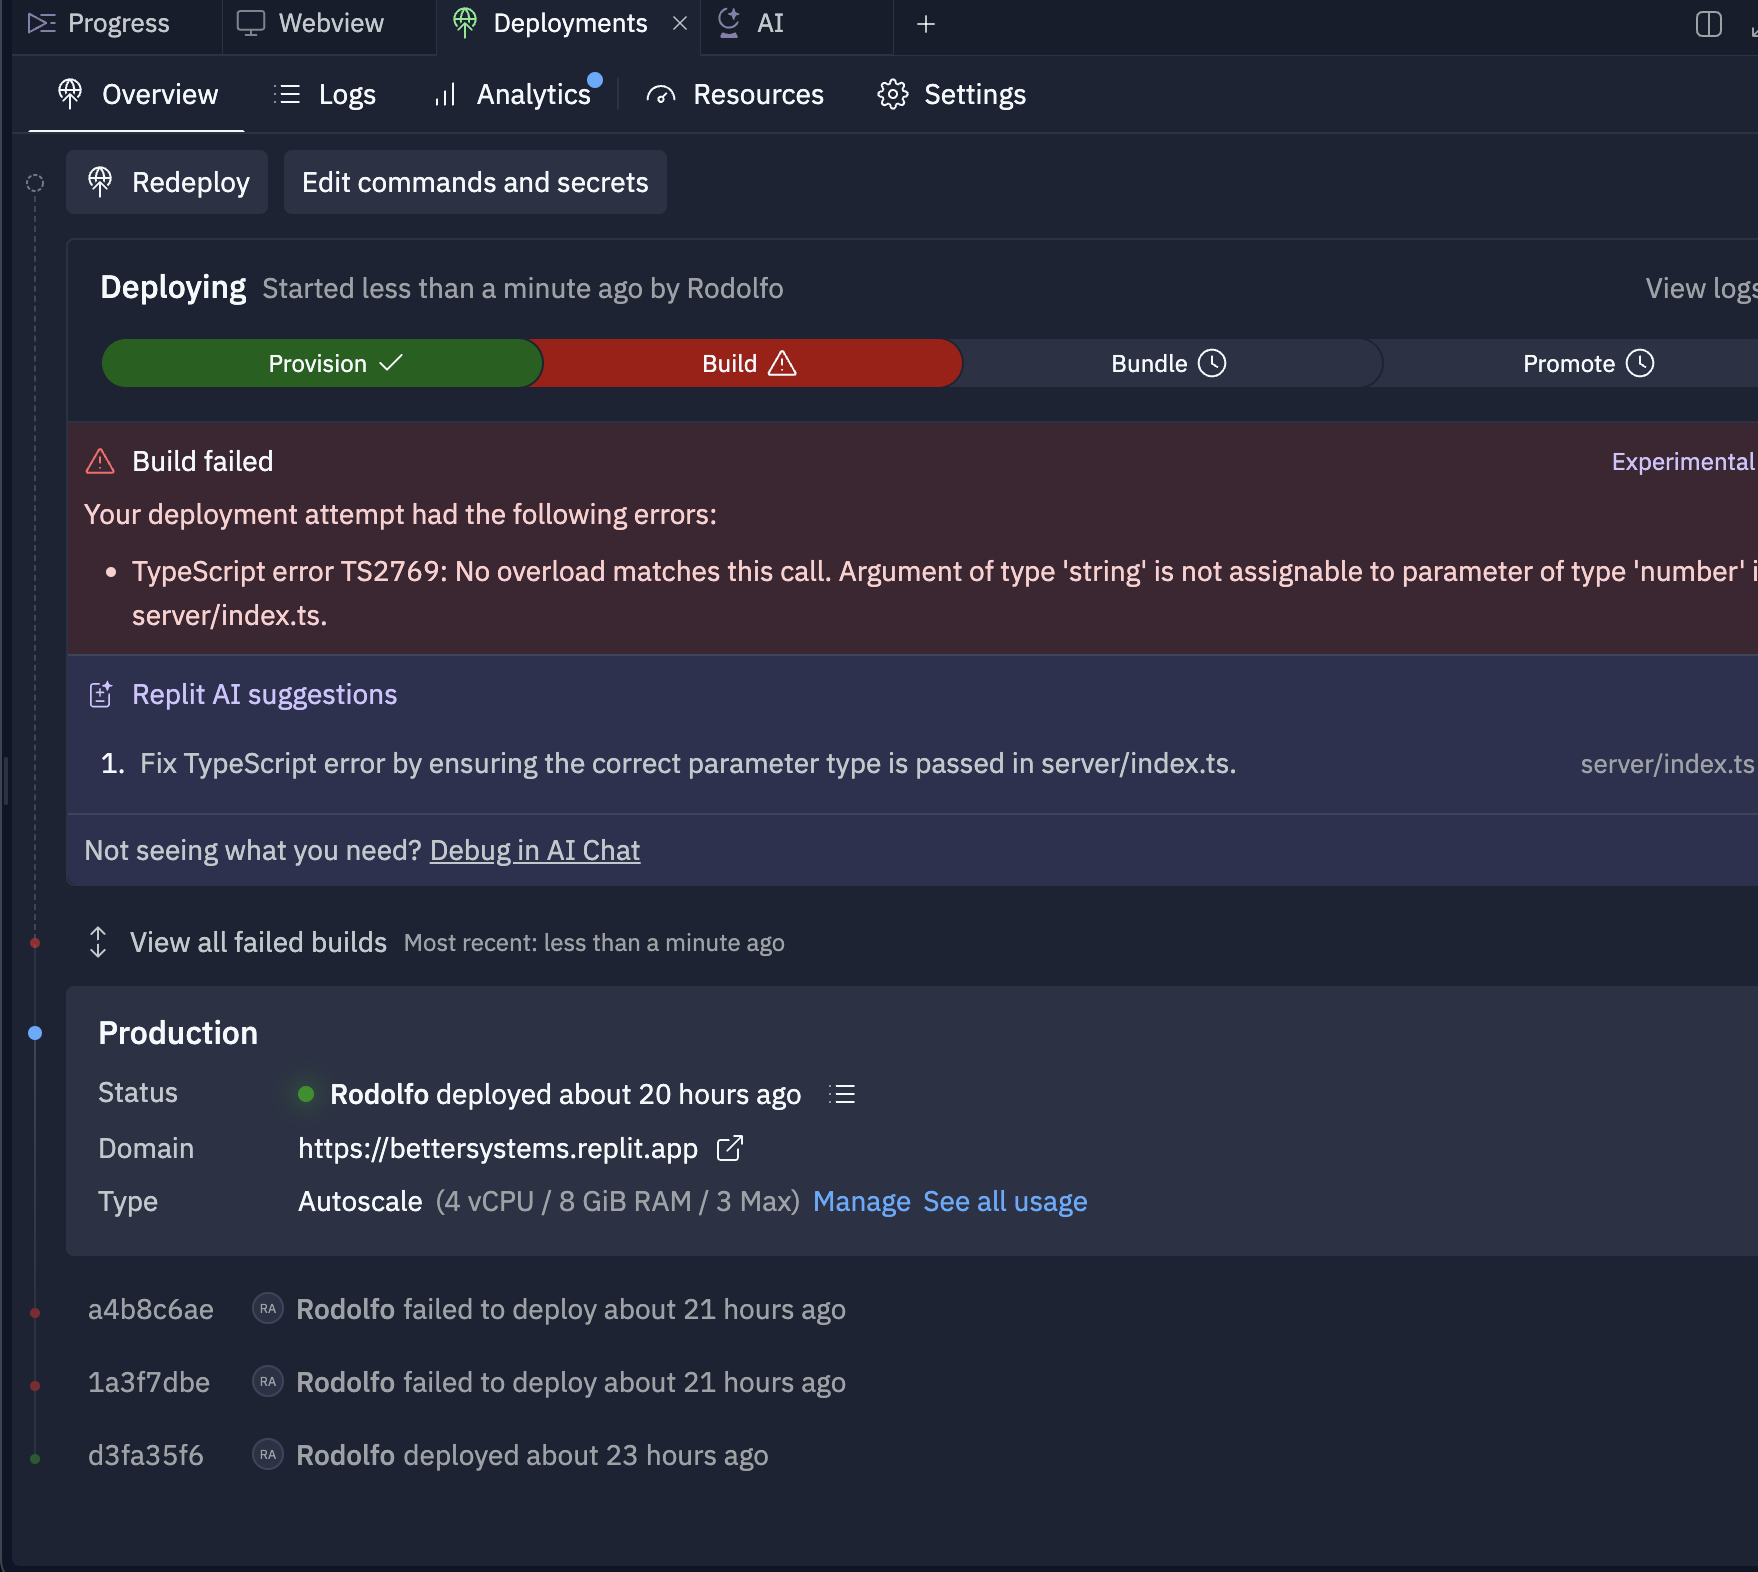 Progress Webview Deployments AI
Overview Logs Analytics Resources Settings
Redeploy Edit commands and secrets
Deploying Started less than a minute ago by Rodolfo View logs
Provision Build Bundle Promote
Build failed Experimental
Your deployment attempt had the following errors:
• TypeScript error TS2769: No overload matches this call. Argument of type 'string' is not assignable to parameter of type 'number'
server/index.ts.
Replit AI suggestions
1. Fix TypeScript error by ensuring the correct parameter type is passed in server/index.ts. server/index.ts
Not seeing what you need? Debug in AI Chat
View all failed builds Most recent: less than a minute ago
Production
Status Rodolfo deployed about 20 hours ago
Domain https://bettersystems.replit.app
Type Autoscale (4 vCPU / 8 GiB RAM / 3 Max) Manage See all usage
a4b8c6ae RA Rodolfo failed to deploy about 21 hours ago
1a3f7dbe RA Rodolfo failed to deploy about 21 hours ago
d3fa35f6 RA Rodolfo deployed about 23 hours ago